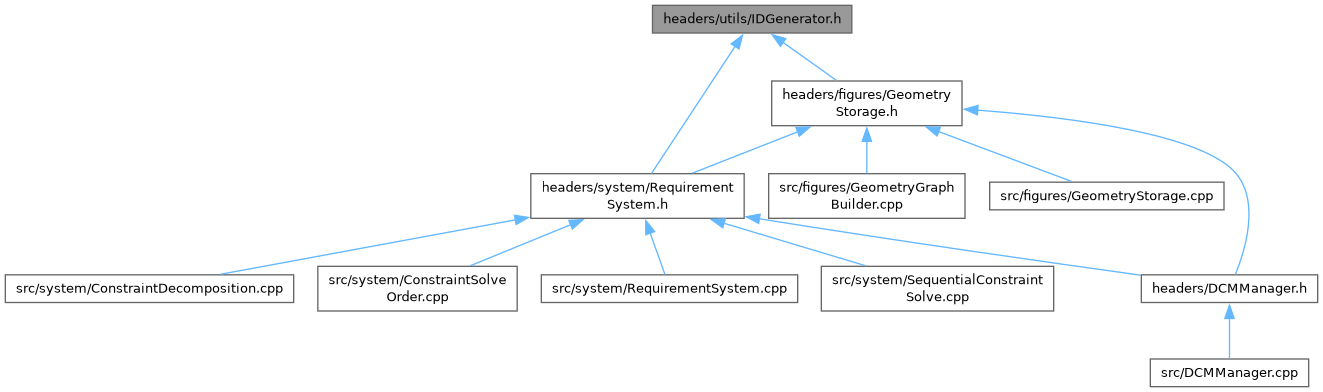 headers/utils/IDGenerator.h
headers/figures/Geometry
Storage.h
headers/system/Requirement
System.h
src/figures/GeometryGraph
Builder.cpp
src/figures/GeometryStorage.cpp
src/system/ConstraintDecomposition.cpp
src/system/ConstraintSolve
Order.cpp
src/system/RequirementSystem.cpp
src/system/SequentialConstraint
Solve.cpp
headers/DCMManager.h
src/DCMManager.cpp